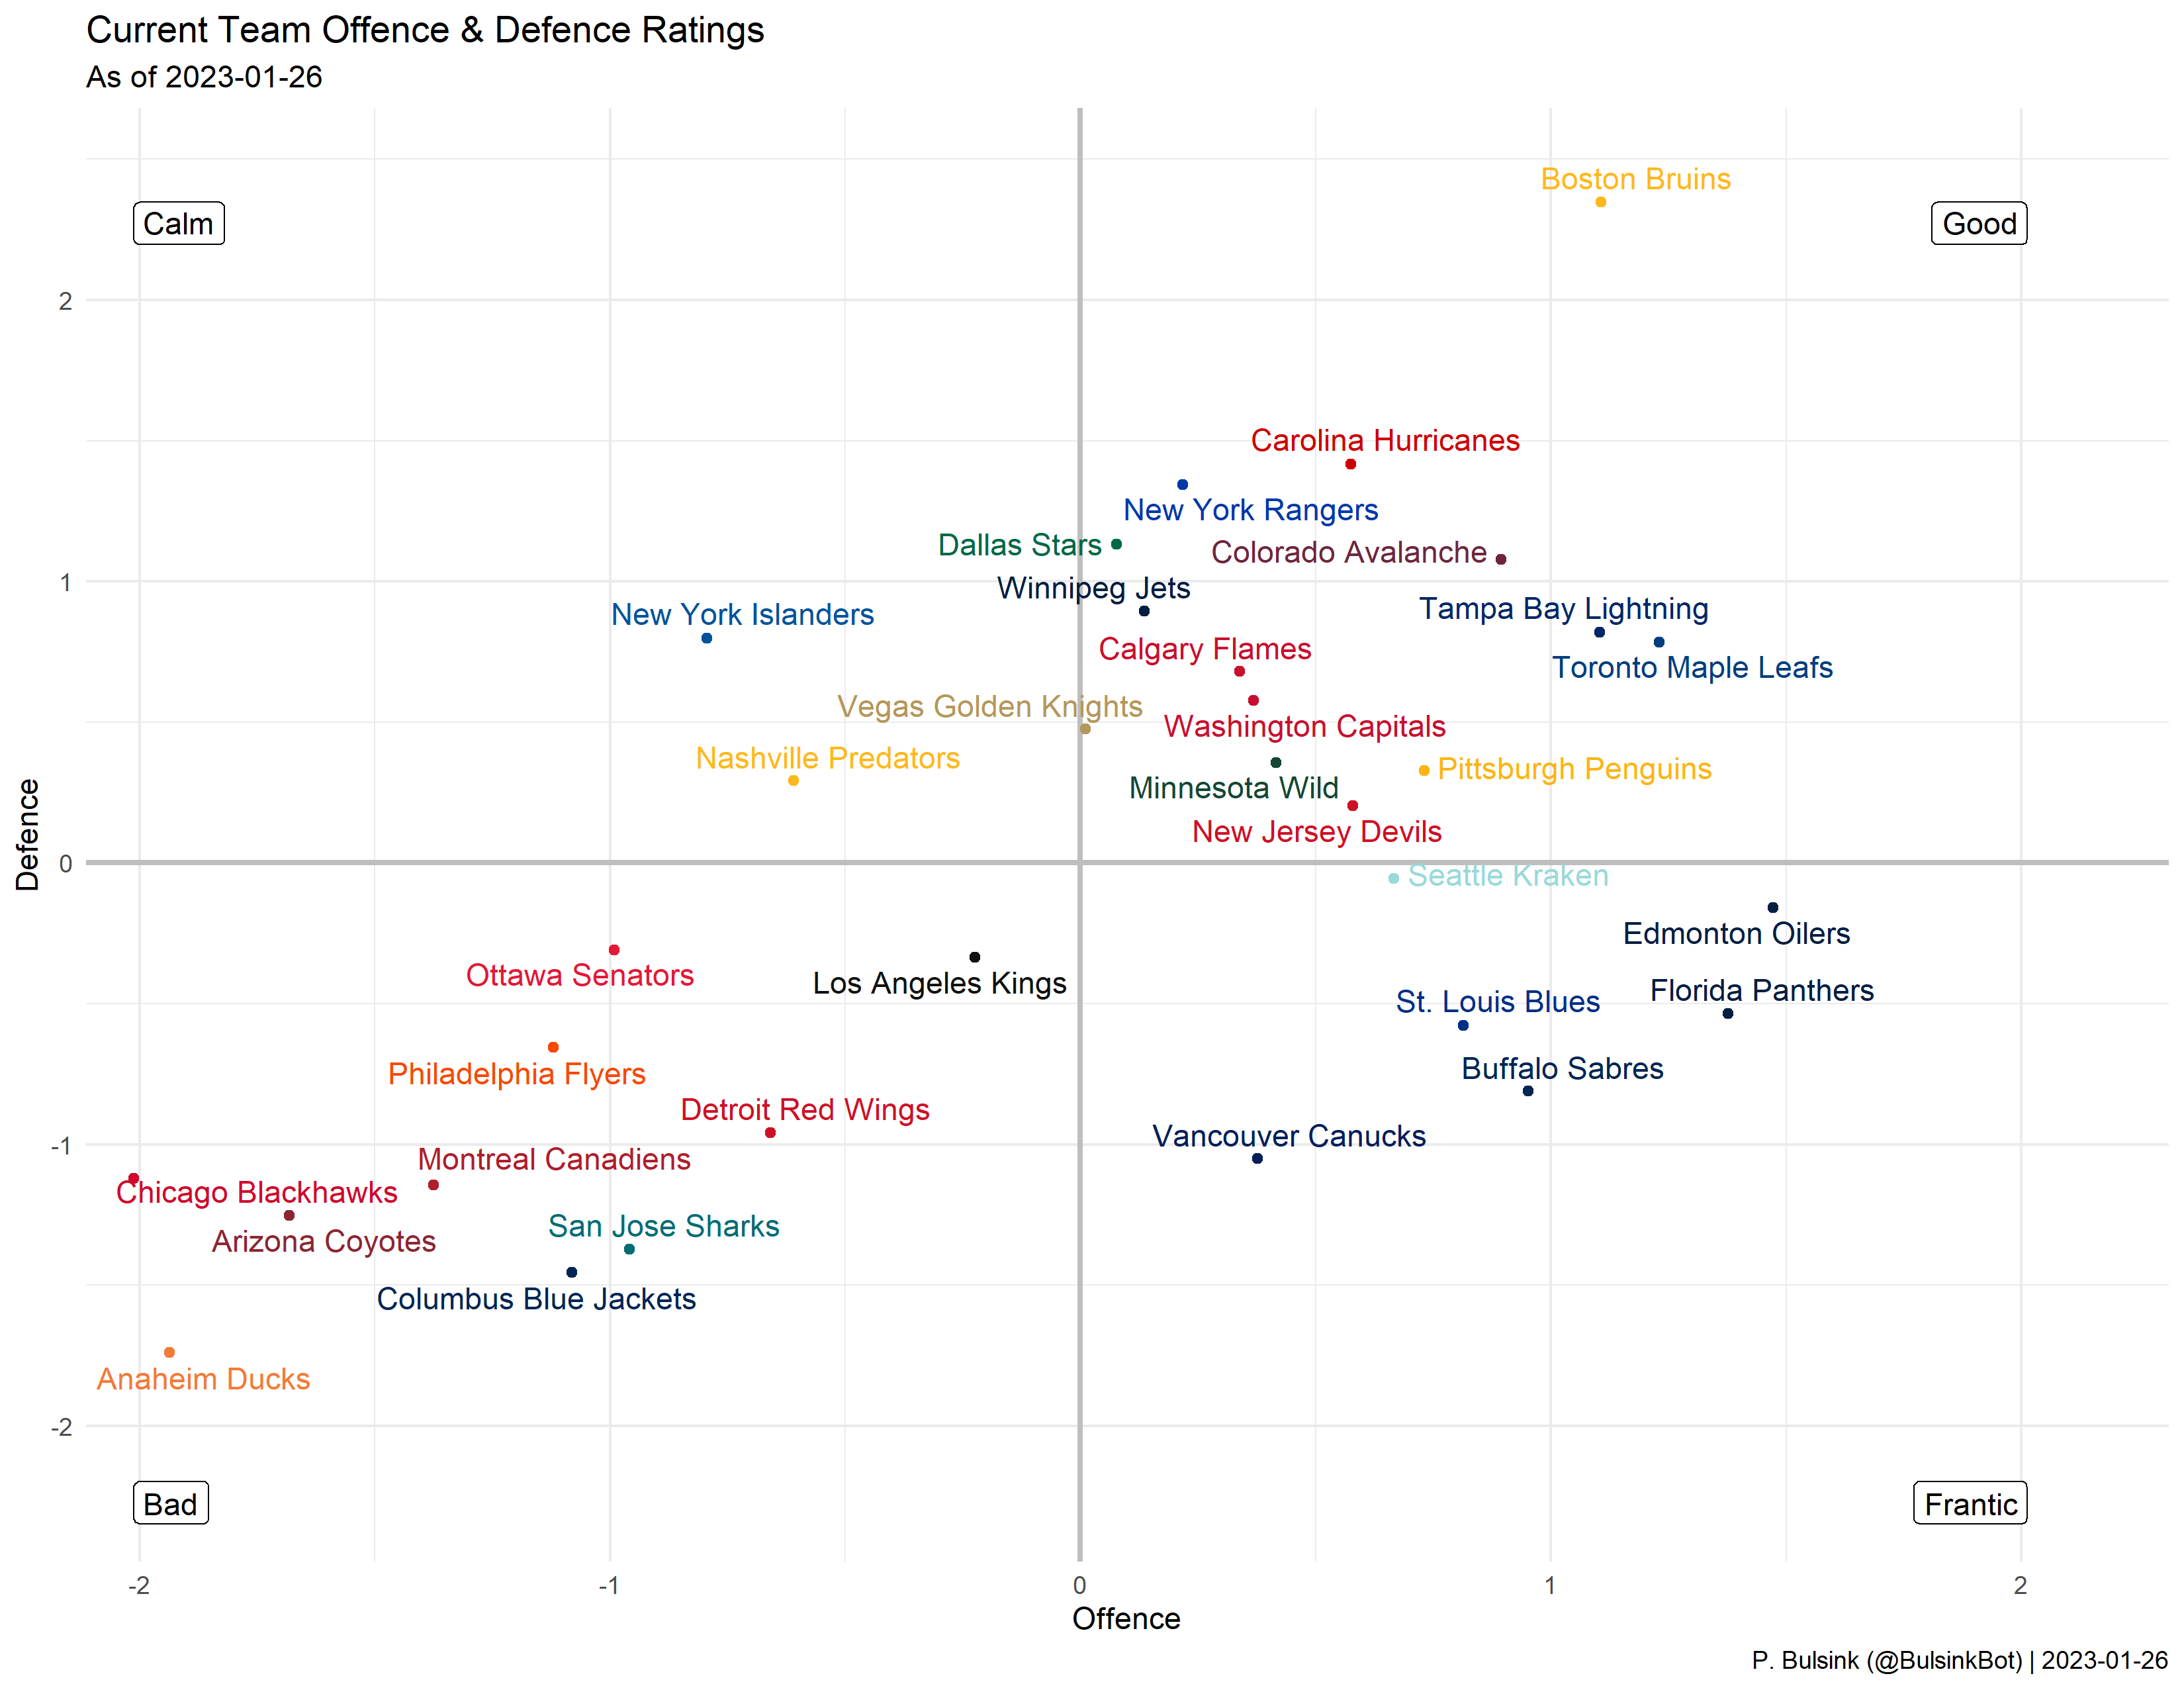 Current Team Offence & Defence Ratings
As of 2023-01-26
Boston Bruins
Calm
Good
2
Carolina Hurricanes
New York Rangers
Dallas Stars
Colorado Avalanche
1
Winnipeg Jets
New York Islanders
Tampa Bay Lightning
Calgary Flames
Toronto Maple Leafs
Vegas Golden Knights
Washington Capitals
Nashville Predators
Pittsburgh Penguins
Minnesota Wild
New Jersey Devils
Defence
0
Seattle Kraken
Edmonton Oilers
Ottawa Senators
Los Angeles Kings
Florida Panthers
St. Louis Blues
Philadelphia Flyers
Buffalo Sabres
Detroit Red Wings
Vancouver Canucks
-1
Montreal Canadiens
Chicago Blackhawks
San Jose Sharks
Arizona Coyotes
Columbus Blue Jackets
Anaheim Ducks
-2
Bad
Frantic
-2 -1 0 1 2
Offence
P. Bulsink (@BulsinkBot) | 2023-01-26